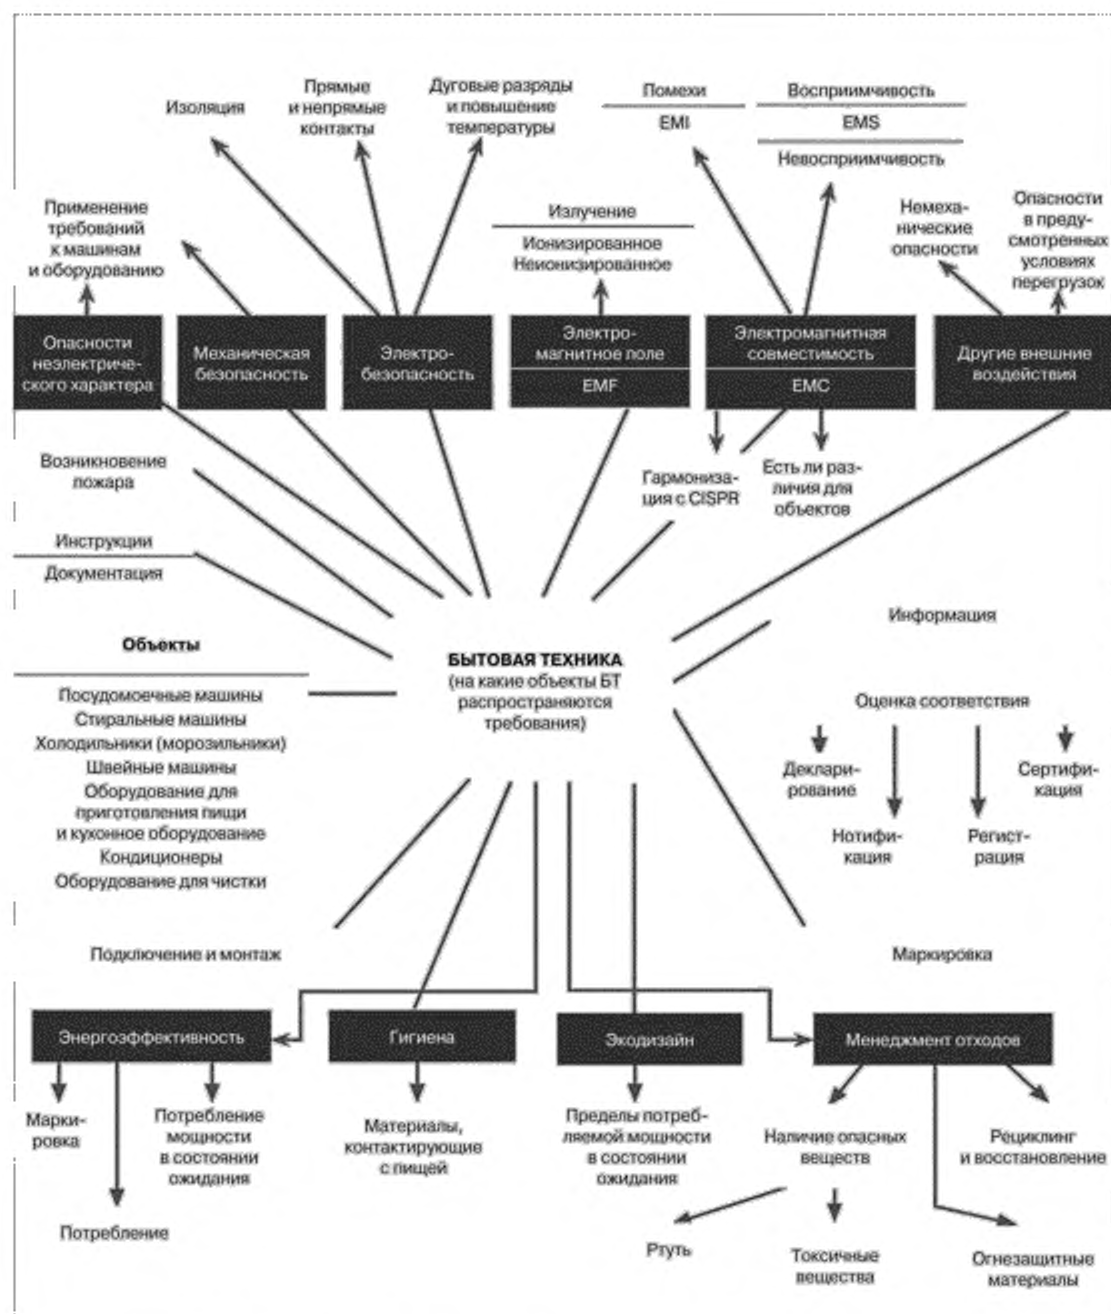 Изоляция
Прямые
и непрямые
контакты
Дуговые разряды
и повышение
температуры
Помехи
EMI
Восприимчивость
EMS
Невосприимчивость
Применение
требований
к машинам
и оборудованию
Излучение
Ионизированное
Неионизированное
Немеха-
нические
опасности
Опасности
в преду-
смотренных
условиях
перегрузок
Опасности
неэлектриче-
ского характера
Механическая
безопасность
Электро-
безопасность
Электро-
магнитное поле
EMF
Электромагнитная
совместимость
EMC
Другие внешние
воздействия
Возникновение
пожара
Гармониза-
ция с CISPR
Есть ли раз-
личия для
объектов
Инструкции
Документация
Информация
Объекты
Посудомоечные машины
Стиральные машины
Холодильники (морозильники)
Швейные машины
Оборудование для
приготовления пищи
и кухонное оборудование
Кондиционеры
Оборудование для чистки
БЫТОВАЯ ТЕХНИКА
(на какие объекты БТ
распространяются
требования)
Оценка соответствия
Деклари-
рование
Нотифи-
кация
Регист-
рация
Сертифи-
кация
Подключение и монтаж
Маркировка
Энергоэффективность
Гигиена
Экодизайн
Менеджмент отходов
Марки-
ровка
Потребление
мощности
в состоянии
ожидания
Потребление
Материалы,
контактирующие
с пищей
Пределы потреб-
ляемой мощности
в состоянии
ожидания
Наличие опасных
веществ
Рециклинг
и восстановление
Ртуть
Токсичные
вещества
Огнезащитные
материалы